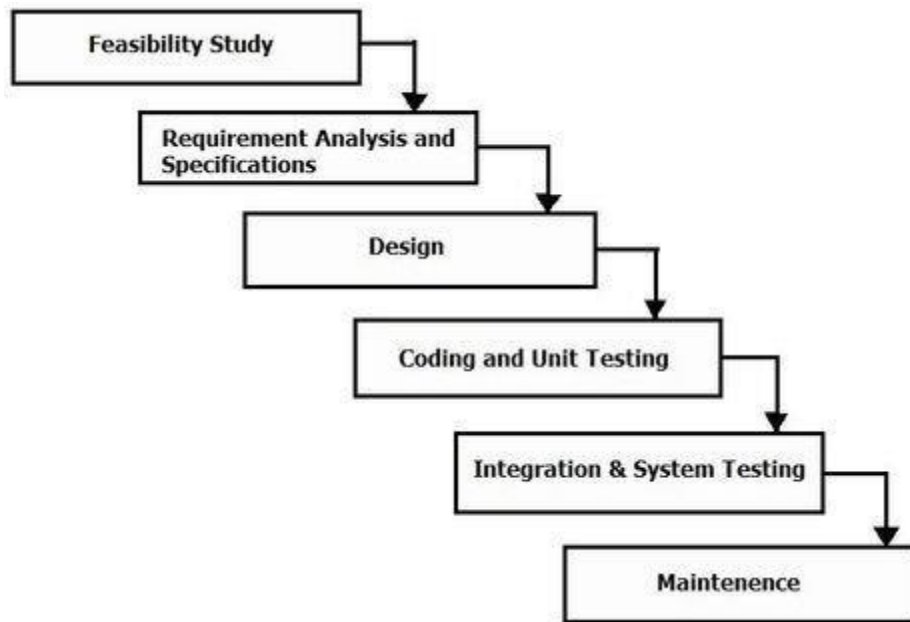 Feasibility Study
Requirement Analysis and
Specifications
Design
Coding and Unit Testing
Integration & System Testing
Maintenence